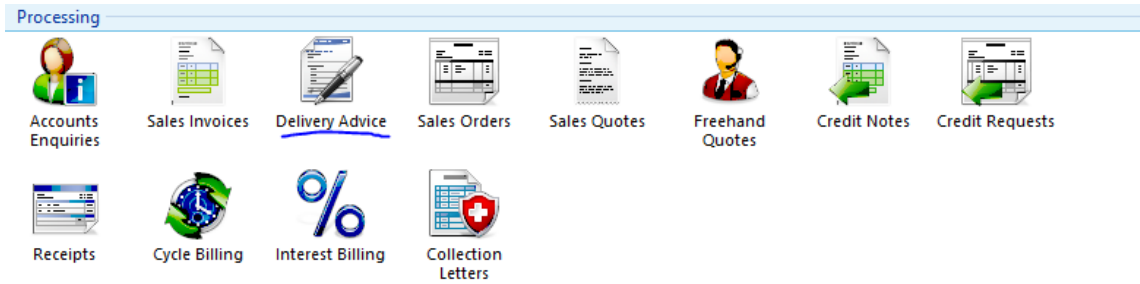 Processing
Accounts Enquiries
Sales Invoices
Delivery Advice
Sales Orders
Sales Quotes
Freehand Quotes
Credit Notes
Credit Requests
Receipts
Cycle Billing
Interest Billing
Collection Letters